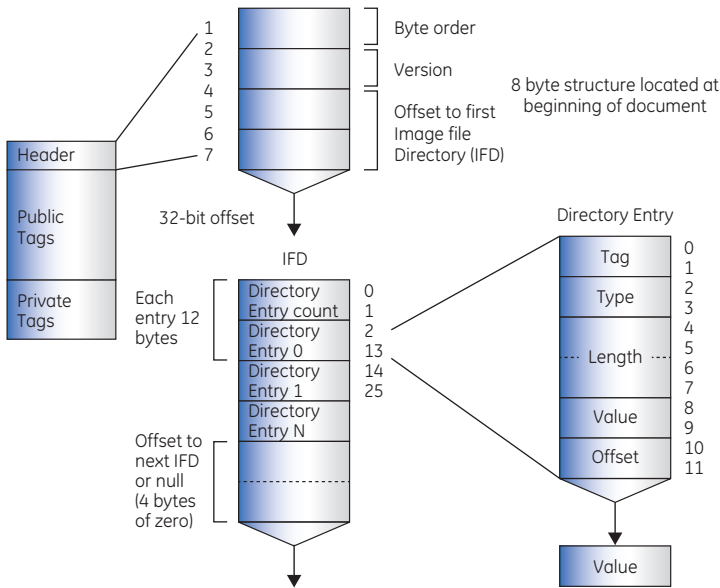 1
2
3
4
5
6
7
Byte order
Version
Offset to first
Image file
Directory (IFD)
8 byte structure located at
beginning of document
Header
Public
Tags
Private
Tags
32-bit offset
IFD
Each
entry 12
bytes
Directory
Entry count
Directory
Entry 0
Directory
Entry 1
Directory
Entry N
0
1
2
13
14
25
Offset to
next IFD
or null
(4 bytes
of zero)
Directory Entry
Tag
Type
Length
Value
Offset
0
1
2
3
4
5
6
7
8
9
10
11
Value